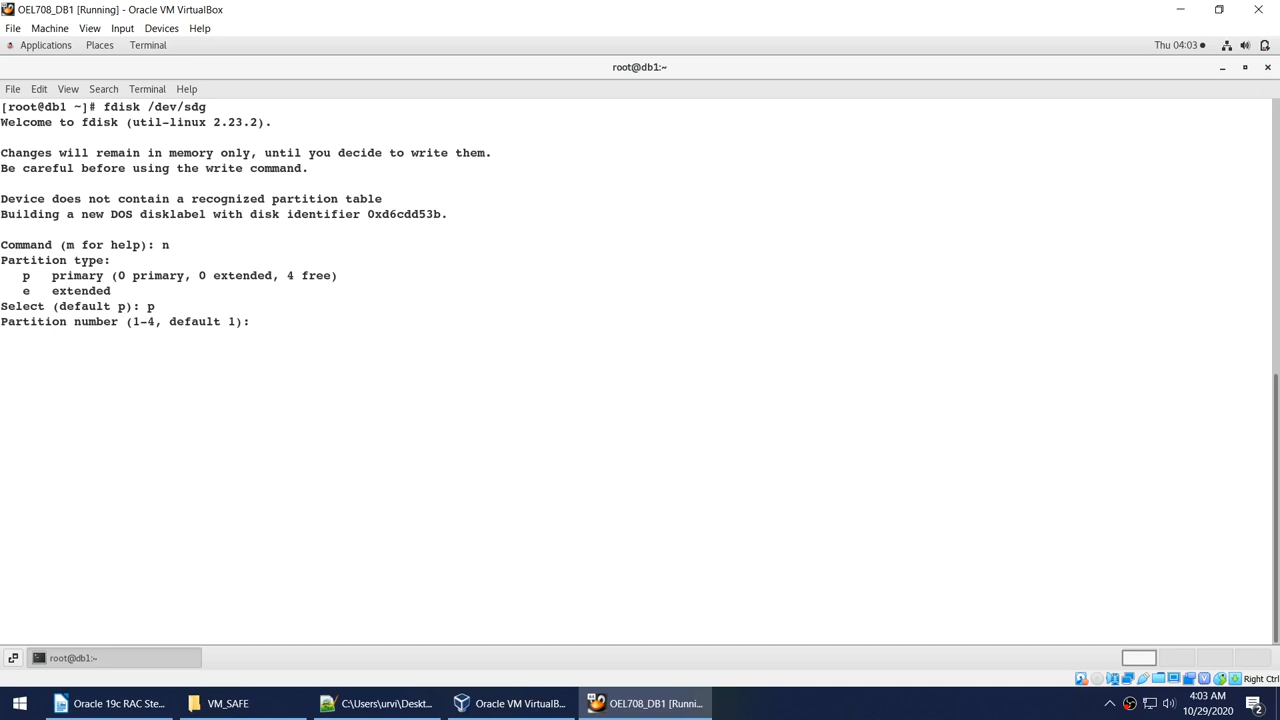 OEL708_DB1 [Running] - Oracle VM VirtualBox
File Machine View Input Devices Help
Applications Places Terminal Thu 04:03
root@db1:~
File Edit View Search Terminal Help
[root@db1 ~]# fdisk /dev/sdg
Welcome to fdisk (util-linux 2.23.2).
Changes will remain in memory only, until you decide to write them.
Be careful before using the write command.
Device does not contain a recognized partition table
Building a new DOS disklabel with disk identifier 0xd6cdd53b.
Command (m for help): n
Partition type:
p primary (0 primary, 0 extended, 4 free)
e extended
Select (default p): p
Partition number (1-4, default 1):
root@db1:~
Right Ctrl
Oracle 19c RAC Ste... VM_SAFE C:\Users\urvi\Deskt... Oracle VM VirtualB... OEL708_DB1 [Runni... 4:03 AM
10/29/2020 2